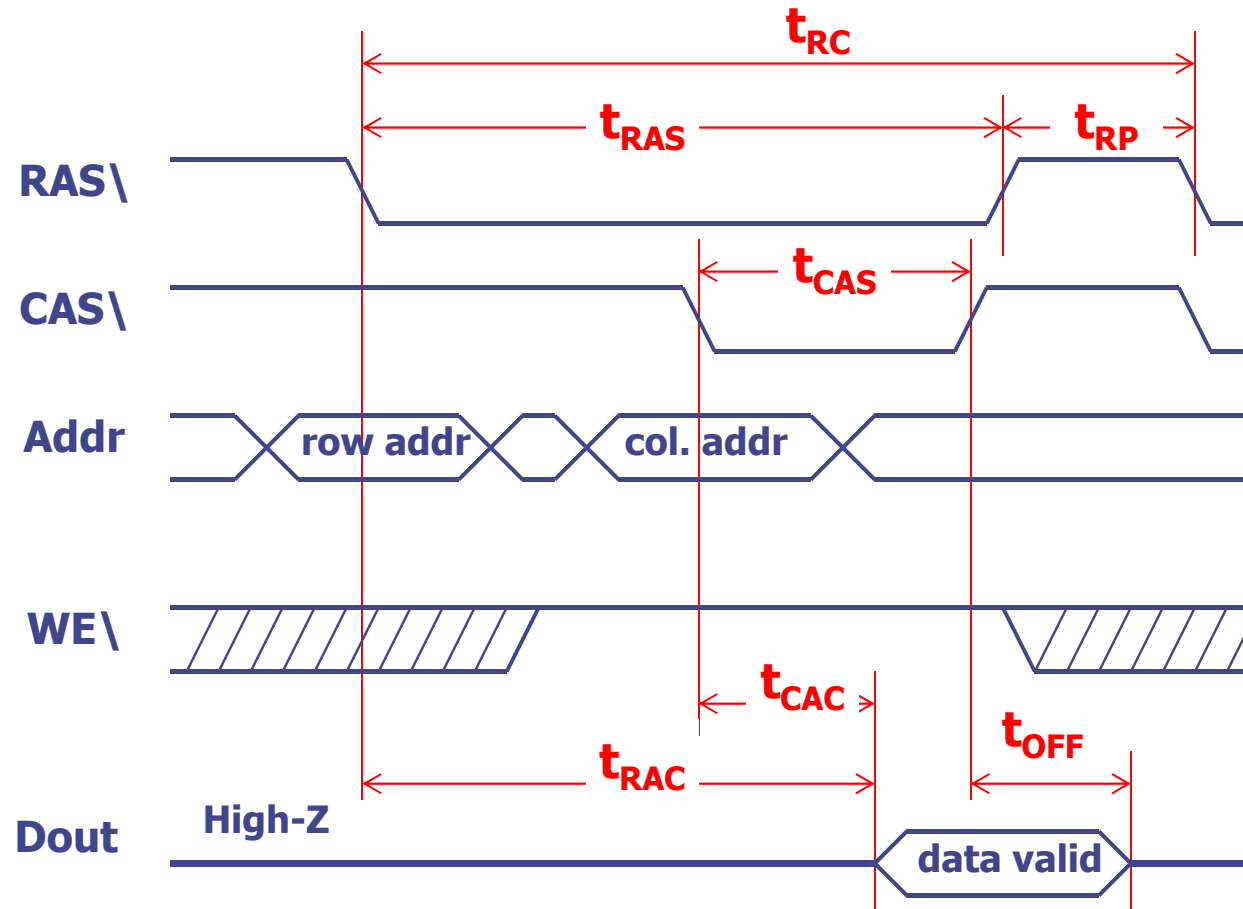 tRC
tRAS
tRP
RAS\
tCAS
CAS\
Addr
row addr
col. addr
WE\
tCAC
tOFF
tRAC
High-Z
Dout
data valid